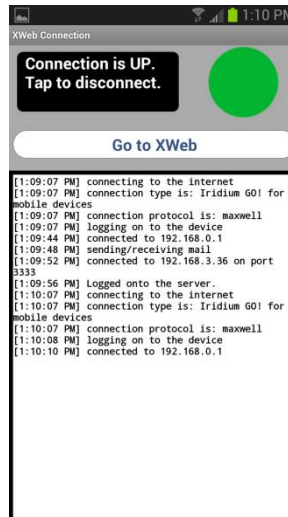 1:10 PM
XWeb Connection
Connection is UP.
Tap to disconnect.
Go to XWeb
[1:09:07 PM] connecting to the internet
[1:09:07 PM] connection type is: Iridium GO! for
mobile devices
[1:09:07 PM] connection protocol is: maxwell
[1:09:07 PM] logging on to the device
[1:09:44 PM] connected to 192.168.0.1
[1:09:48 PM] sending/receiving mail
[1:09:52 PM] connected to 192.168.3.36 on port
3333
[1:09:56 PM] Logged onto the server.
[1:10:07 PM] connecting to the internet
[1:10:07 PM] connection type is: Iridium GO! for
mobile devices
[1:10:07 PM] connection protocol is: maxwell
[1:10:08 PM] logging on to the device
[1:10:10 PM] connected to 192.168.0.1